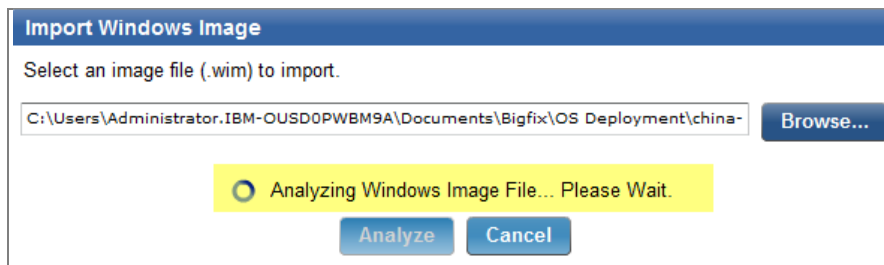 Import Windows Image
Select an image file (.wim) to import.
C:\Users\Administrator.IBM-OUSD0PWBM9A\Documents\Bigfix\OS Deployment\china-
Browse...
Analyzing Windows Image File... Please Wait.
Analyze Cancel